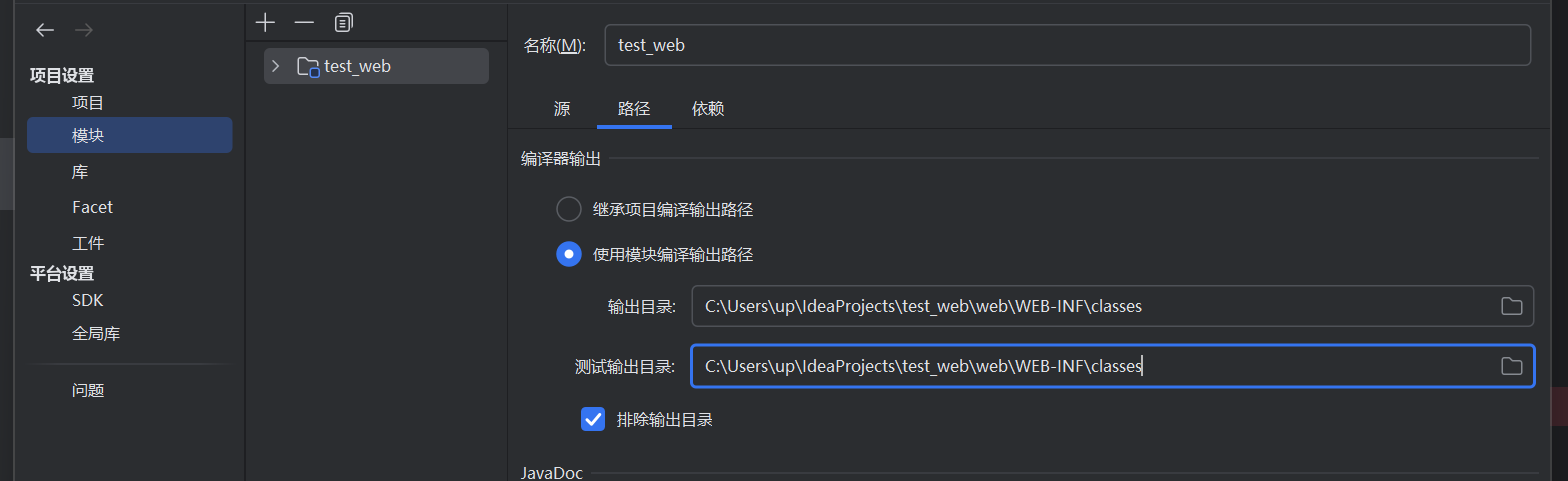 项目设置
项目
模块
库
Facet
工件
平台设置
SDK
全局库
问题
test_web
名称(M): test_web
源 路径 依赖
编译器输出
继承项目编译输出路径
使用模块编译输出路径
输出目录: C:\Users\up\IdeaProjects\test_web\web\WEB-INF\classes
测试输出目录: C:\Users\up\IdeaProjects\test_web\web\WEB-INF\classes
排除输出目录
JavaDoc